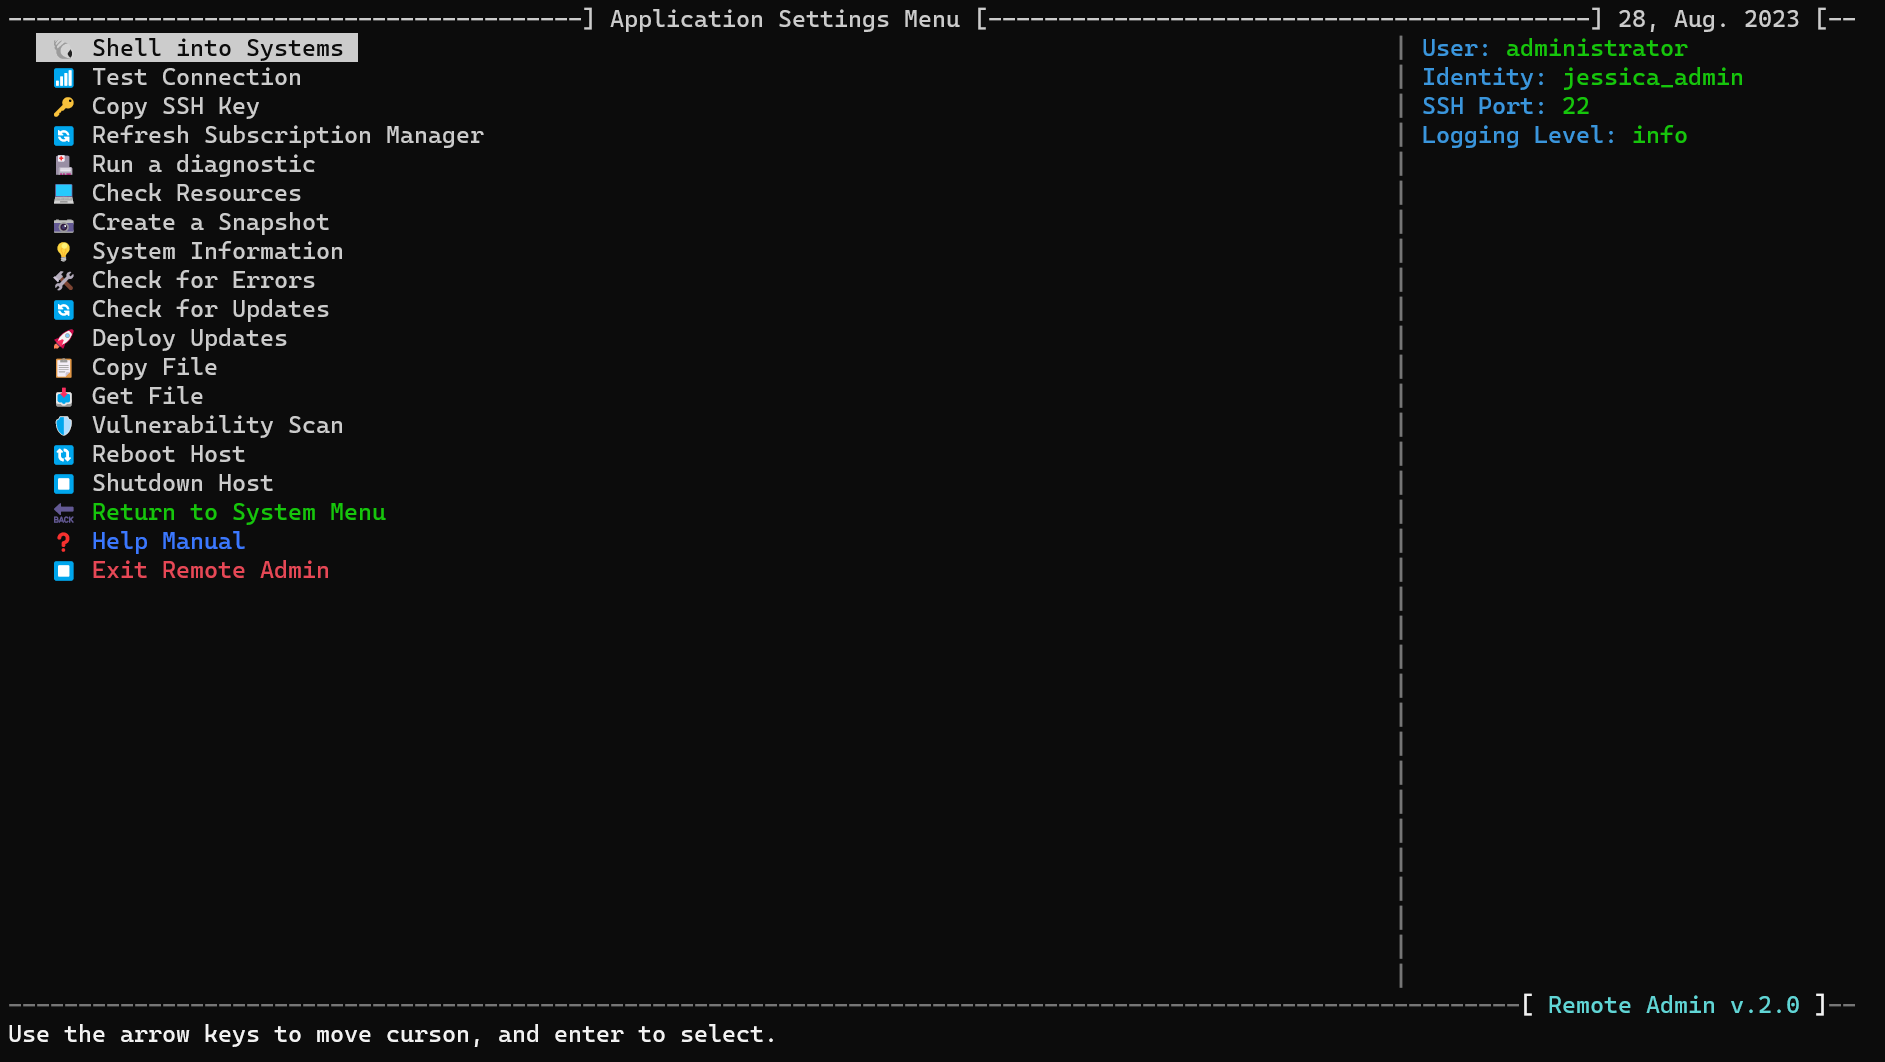 -----------------------------------------] Application Settings Menu [-------------------------------------------] 28, Aug. 2023 [--
Shell into Systems
Test Connection
Copy SSH Key
Refresh Subscription Manager
Run a diagnostic
Check Resources
Create a Snapshot
System Information
Check for Errors
Check for Updates
Deploy Updates
Copy File
Get File
Vulnerability Scan
Reboot Host
Shutdown Host
BACK Return to System Menu
❓ Help Manual
Exit Remote Admin
User: administrator
Identity: jessica_admin
SSH Port: 22
Logging Level: info
[ Remote Admin v.2.0 ]--
Use the arrow keys to move curson, and enter to select.